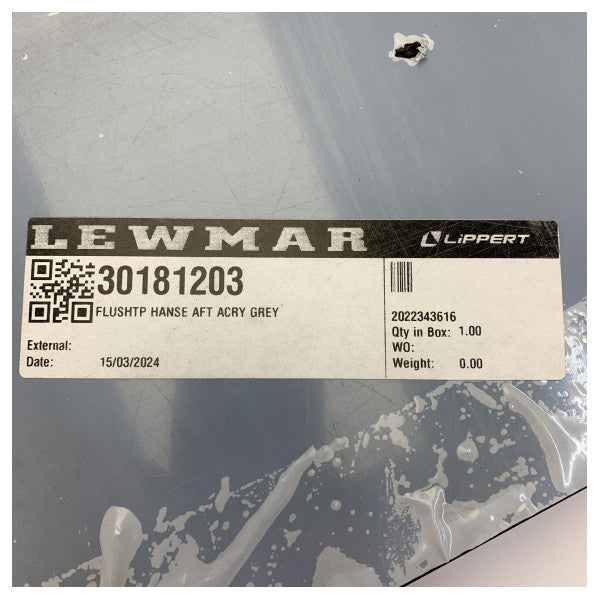 LEWMAR
LiPPERT
30181203
FLUSHTP HANSE AFT ACRY GREY
External:
Date: 15/03/2024
2022343616
Qty in Box: 1.00
WO:
Weight: 0.00